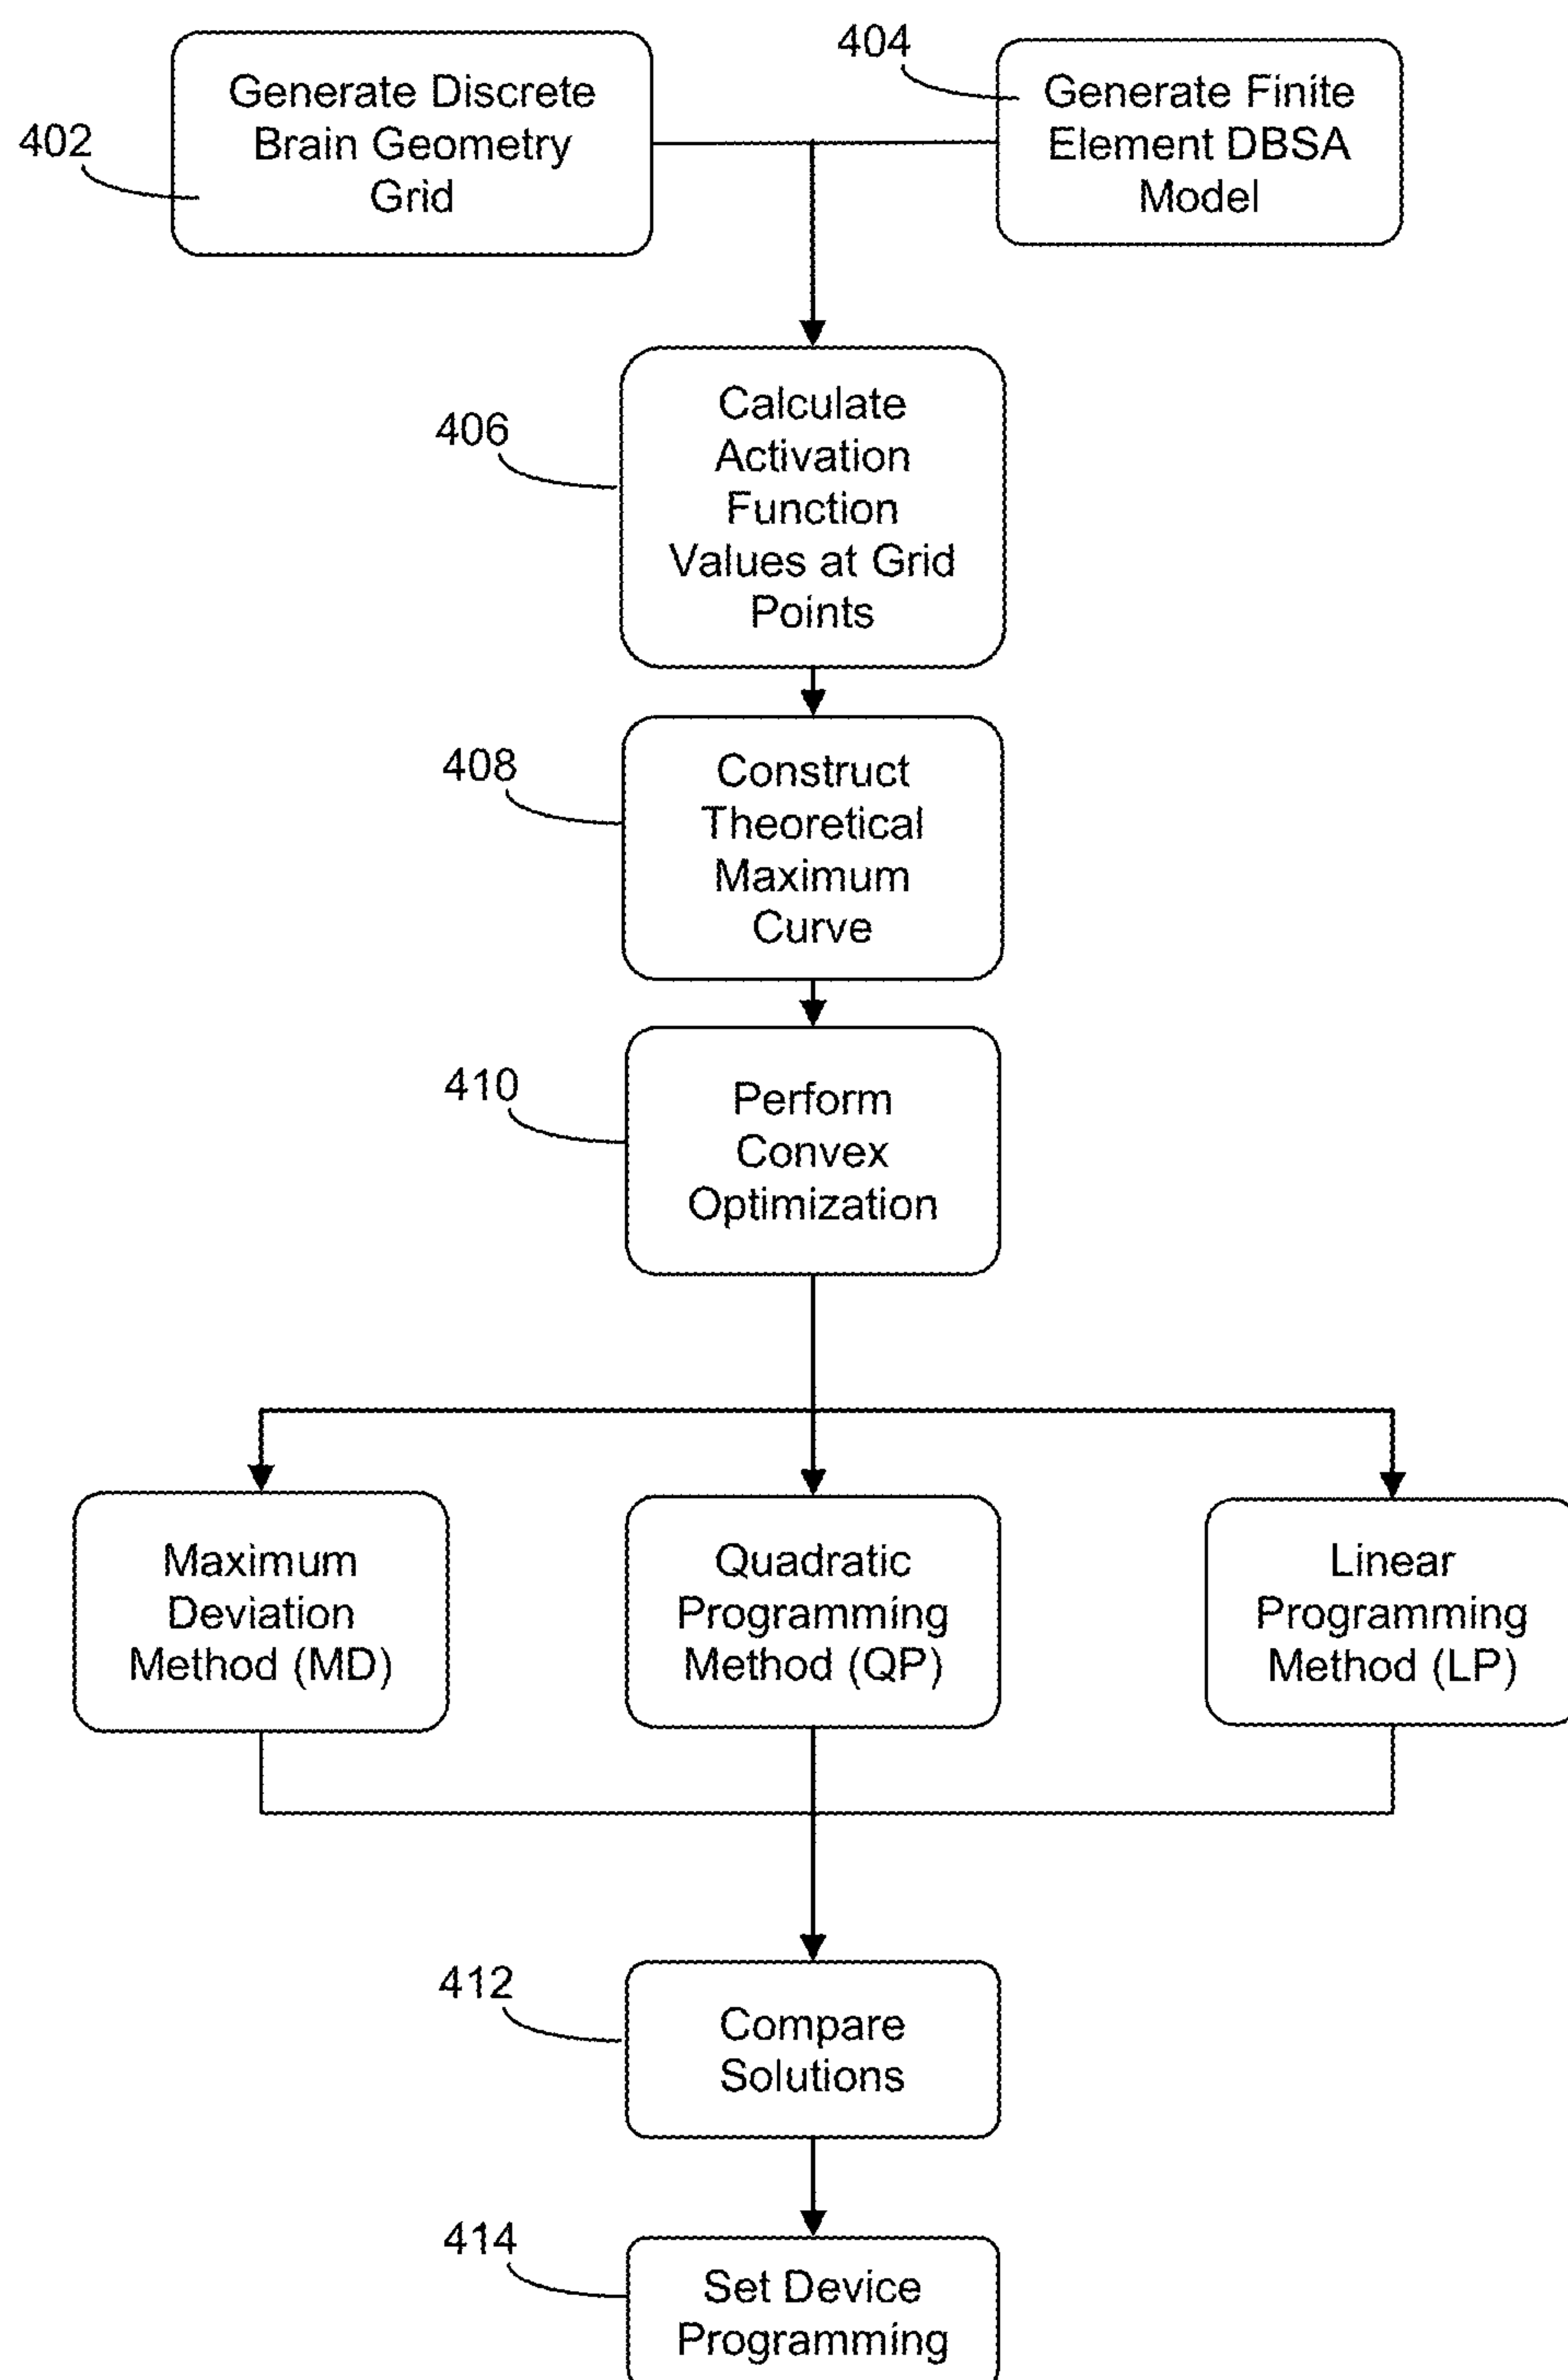 402
Generate Discrete
Brain Geometry
Grid
404
Generate Finite
Element DBSA
Model
406
Calculate
Activation
Function
Values at Grid
Points
408
Construct
Theoretical
Maximum
Curve
410
Perform
Convex
Optimization
Maximum
Deviation
Method (MD)
Quadratic
Programming
Method (QP)
Linear
Programming
Method (LP)
412
Compare
Solutions
414
Set Device
Programming